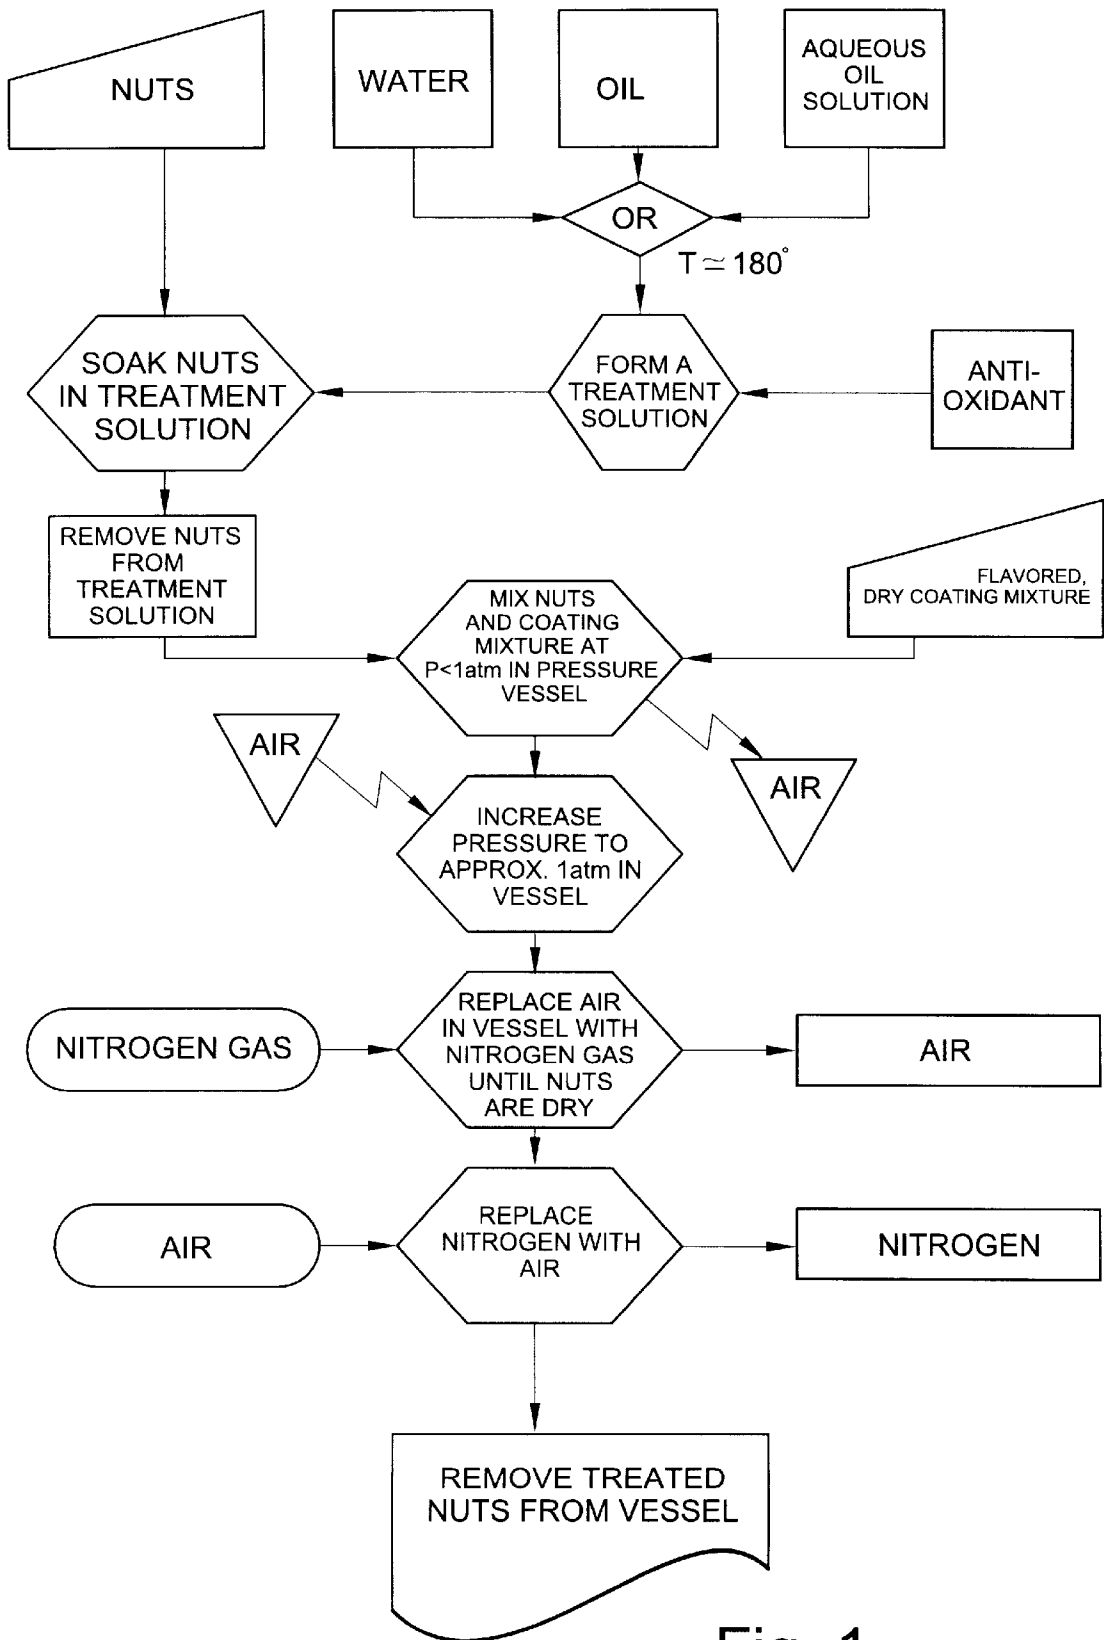 NUTS
WATER
OIL
AQUEOUS
OIL
SOLUTION
OR
T≃180°
SOAK NUTS
IN TREATMENT
SOLUTION
FORM A
TREATMENT
SOLUTION
ANTI-
OXIDANT
REMOVE NUTS
FROM
TREATMENT
SOLUTION
FLAVORED,
DRY COATING MIXTURE
MIX NUTS
AND COATING
MIXTURE AT
P<1atm IN PRESSURE
VESSEL
AIR
AIR
INCREASE
PRESSURE TO
APPROX. 1atm IN
VESSEL
NITROGEN GAS
REPLACE AIR
IN VESSEL WITH
NITROGEN GAS
UNTIL NUTS
ARE DRY
AIR
AIR
REPLACE
NITROGEN WITH
AIR
NITROGEN
REMOVE TREATED
NUTS FROM VESSEL
Fig. 1